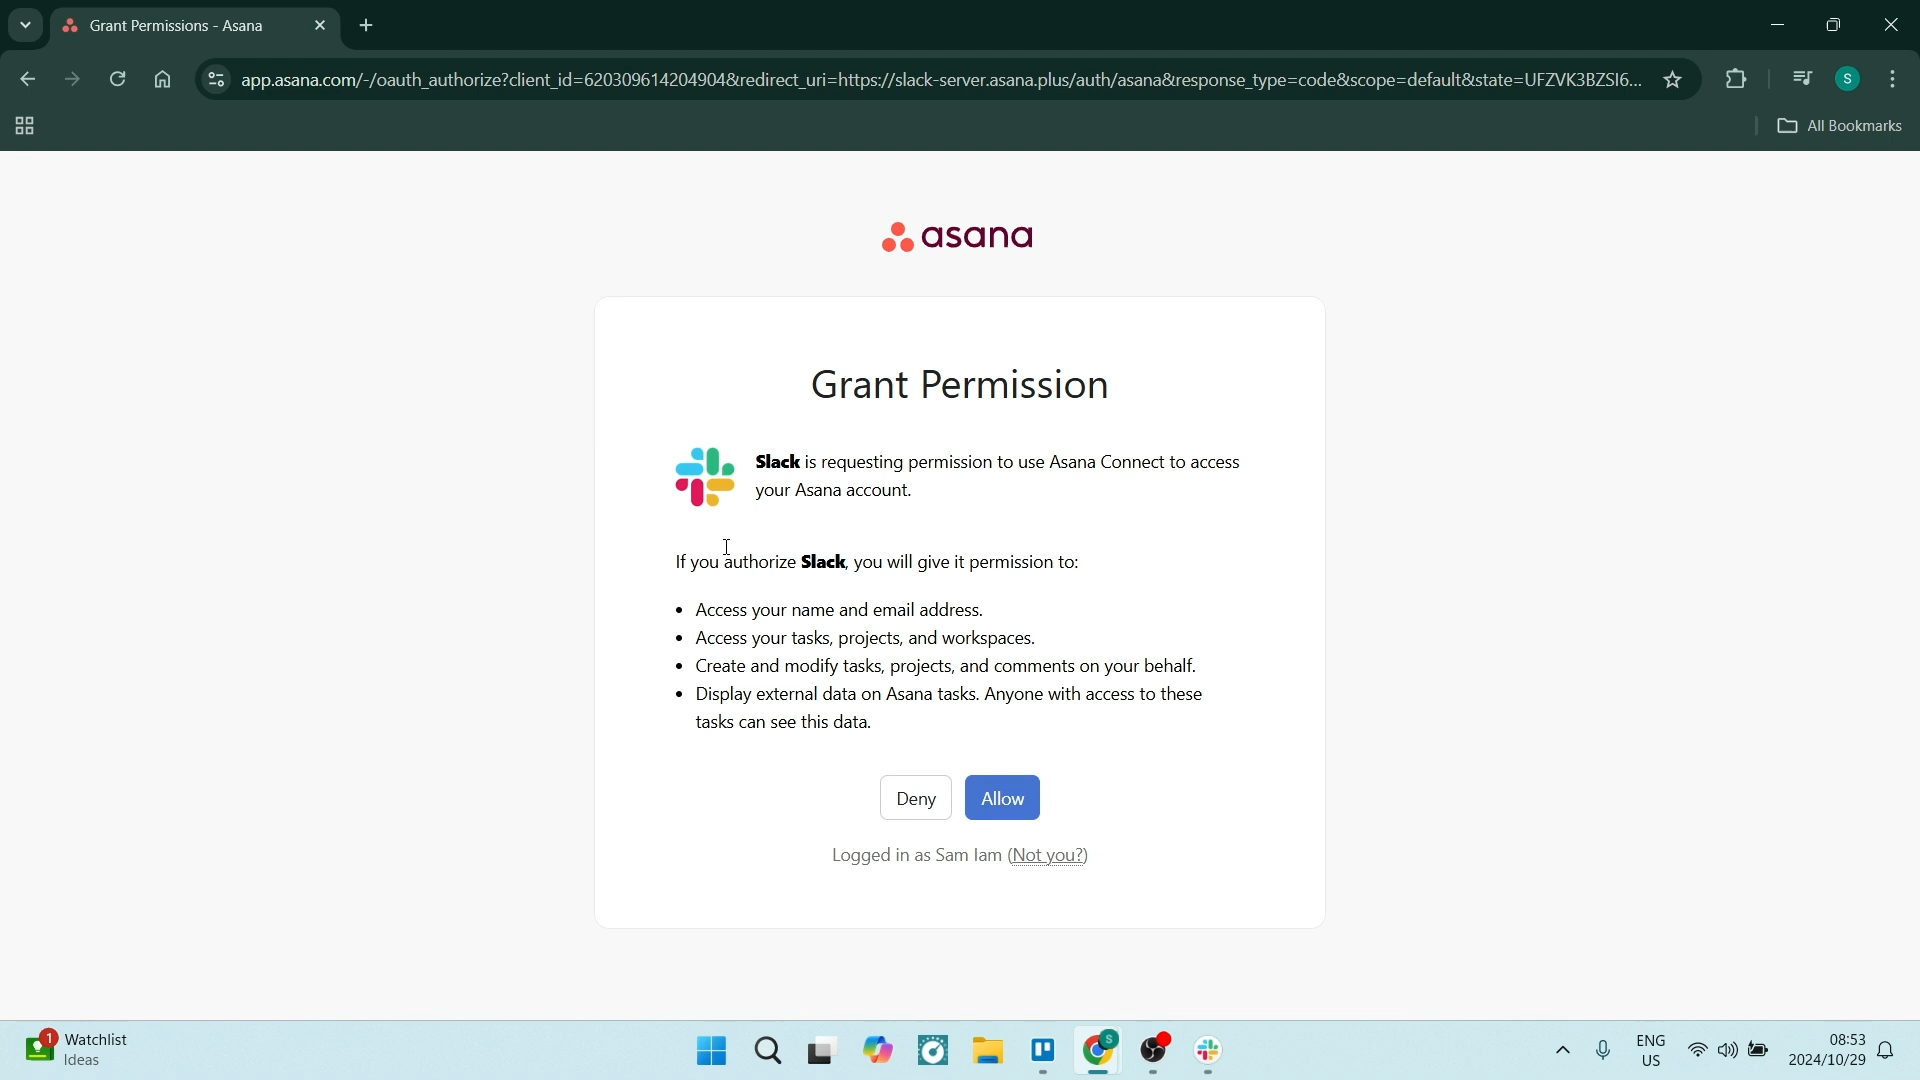 Grant Permissions - Asana
app.asana.com/-/oauth_authorize?client_id=620309614204904&redirect_uri=https://slack-server.asana.plus/auth/asana&response_type=code&scope=default&state=UFZVK3BZSI6...
S
All Bookmarks
asana
Grant Permission
Slack is requesting permission to use Asana Connect to access
your Asana account.
If you authorize Slack, you will give it permission to:
• Access your name and email address.
• Access your tasks, projects, and workspaces.
• Create and modify tasks, projects, and comments on your behalf.
• Display external data on Asana tasks. Anyone with access to these
tasks can see this data.
Deny Allow
Logged in as Sam Iam (Not you?)
1 Watchlist
Ideas
S
ENG
US
08:53
2024/10/29